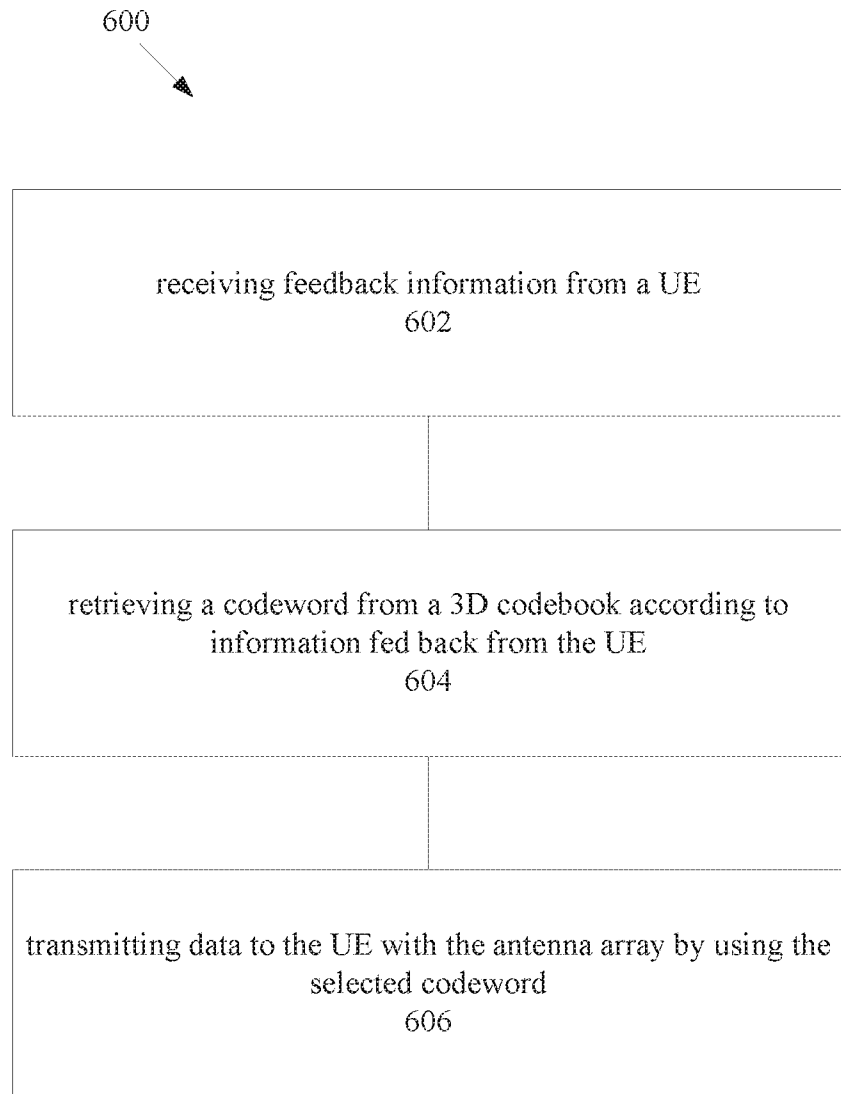 600
receiving feedback information from a UE
602
retrieving a codeword from a 3D codebook according to
information fed back from the UE
604
transmitting data to the UE with the antenna array by using the
selected codeword
606